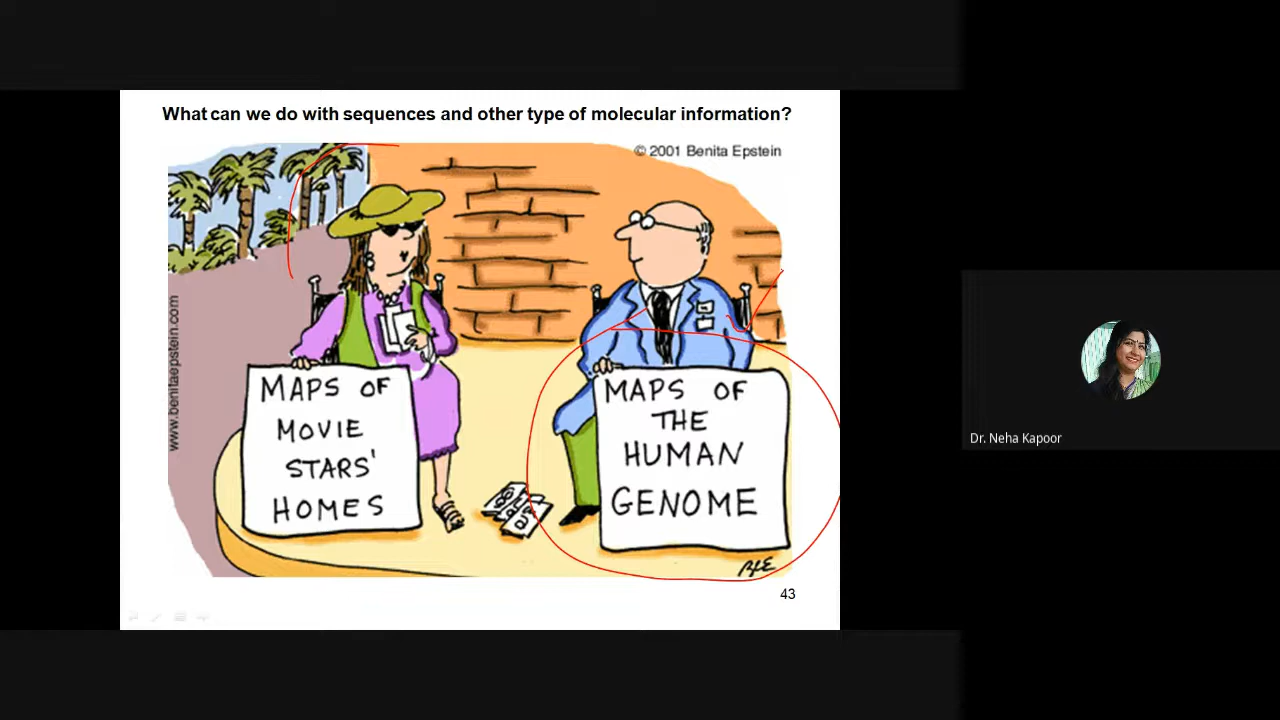 What can we do with sequences and other type of molecular information?
© 2001 Benita Epstein
www.benitaepstein.com
MAPS OF
MOVIE
STARS'
HOMES
MAPS OF
THE
HUMAN
GENOME
43
Dr. Neha Kapoor